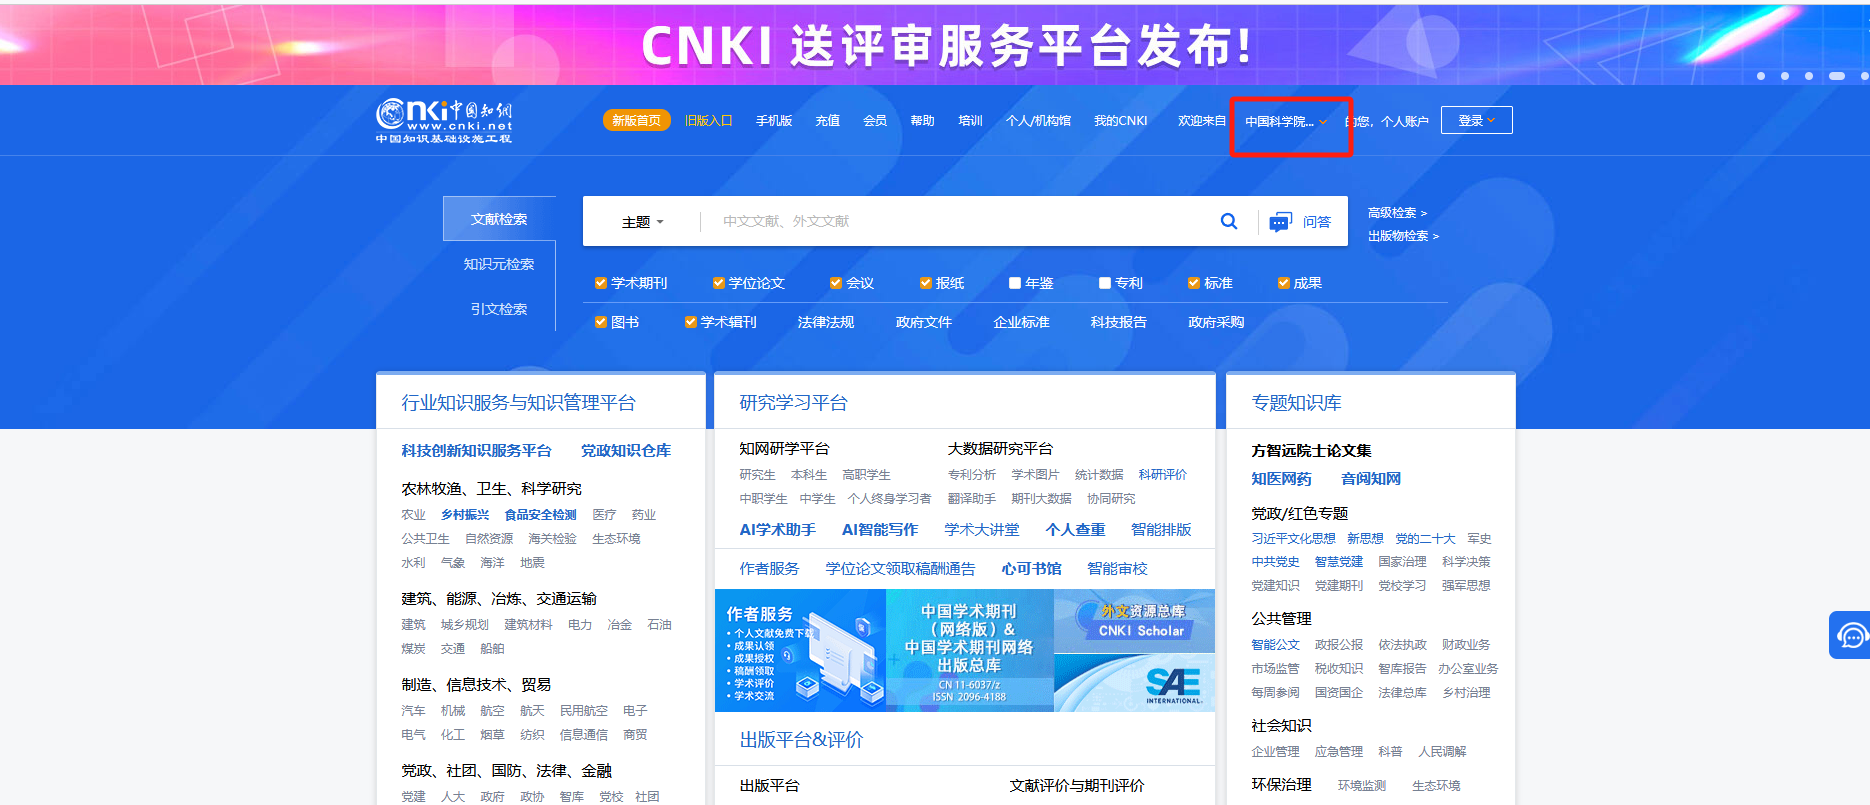 CNKI 送评审服务平台发布!
Cnki中国知网
www.cnki.net
中国知识基础设施工程
新版首页 旧版入口 手机版 充值 会员 帮助 培训 个人/机构馆 我的CNKI 欢迎来自 中国科学院... 的您，个人账户 登录
文献检索
知识元检索
引文检索
主题 中文文献、外文文献 问答
高级检索 >
出版物检索 >
学术期刊 学位论文 会议 报纸 年鉴 专利 标准 成果
图书 学术辑刊 法律法规 政府文件 企业标准 科技报告 政府采购
行业知识服务与知识管理平台
科技创新知识服务平台 党政知识仓库
农林牧渔、卫生、科学研究
农业 乡村振兴 食品安全检测 医疗 药业
公共卫生 自然资源 海关检验 生态环境
水利 气象 海洋 地震
建筑、能源、冶炼、交通运输
建筑 城乡规划 建筑材料 电力 冶金 石油
煤炭 交通 船舶
制造、信息技术、贸易
汽车 机械 航空 航天 民用航空 电子
电气 化工 烟草 纺织 信息通信 商贸
党政、社团、国防、法律、金融
党建 人大 政府 政协 智库 党校 社团
研究学习平台
知网研学平台
研究生 本科生 高职学生
中职学生 中学生 个人终身学习者
大数据研究平台
专利分析 学术图片 统计数据 科研评价
翻译助手 期刊大数据 协同研究
AI学术助手 AI智能写作 学术大讲堂 个人查重 智能排版
作者服务 学位论文领取稿酬通告 心可书馆 智能审校
作者服务
• 个人文献免费下载
• 成果认领
• 成果授权
• 稿酬领取
• 学术评价
• 学术交流
中国学术期刊
（网络版）&
中国学术期刊网络
出版总库
CN 11-6037/z
ISSN 2096-4188
外文资源总库
CNKI Scholar
SAE
INTERNATIONAL.
出版平台&评价
出版平台 文献评价与期刊评价
专题知识库
方智远院士论文集
知医网药 音阅知网
党政/红色专题
习近平文化思想 新思想 党的二十大 军史
中共党史 智慧党建 国家治理 科学决策
党建知识 党建期刊 党校学习 强军思想
公共管理
智能公文 政报公报 依法执政 财政业务
市场监管 税收知识 智库报告 办公室业务
每周参阅 国资国企 法律总库 乡村治理
社会知识
企业管理 应急管理 科普 人民调解
环保治理 环境监测 生态环境